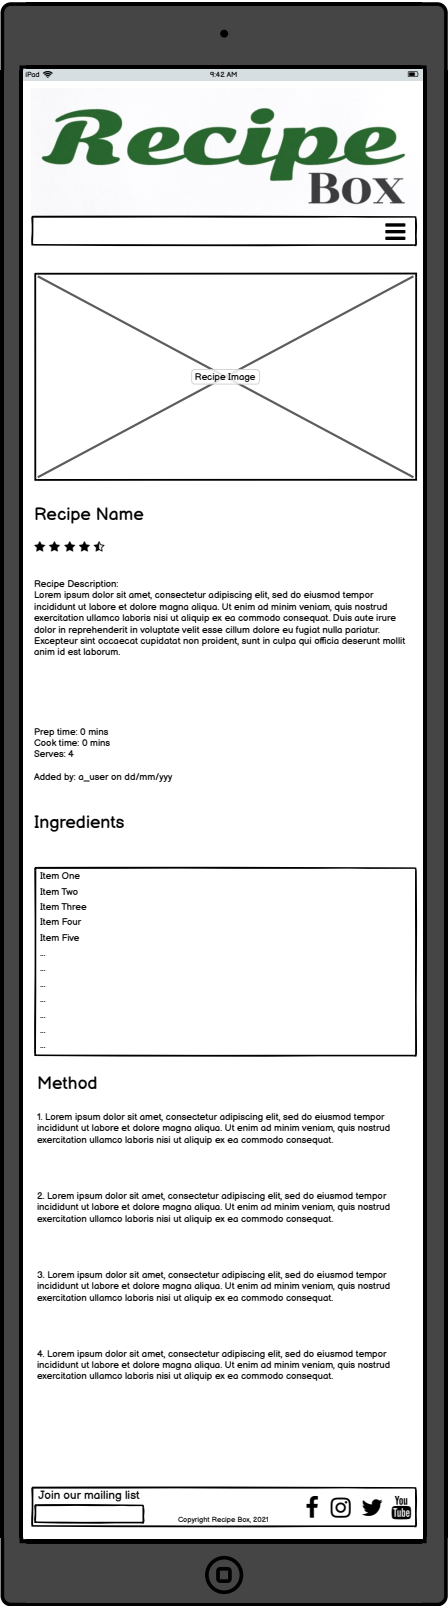 iPad 9:42 AM
Recipe
Box
Recipe Image
Recipe Name
Recipe Description:
Lorem ipsum dolor sit amet, consectetur adipiscing elit, sed do eiusmod tempor
incididunt ut labore et dolore magna aliqua. Ut enim ad minim veniam, quis nostrud
exercitation ullamco laboris nisi ut aliquip ex ea commodo consequat. Duis aute irure
dolor in reprehenderit in voluptate velit esse cillum dolore eu fugiat nulla pariatur.
Excepteur sint occaecat cupidatat non proident, sunt in culpa qui officia deserunt mollit
anim id est laborum.
Prep time: 0 mins
Cook time: 0 mins
Serves: 4
Added by: a_user on dd/mm/yyy
Ingredients
Item One
Item Two
Item Three
Item Four
Item Five
...
...
...
...
...
...
...
Method
1. Lorem ipsum dolor sit amet, consectetur adipiscing elit, sed do eiusmod tempor
incididunt ut labore et dolore magna aliqua. Ut enim ad minim veniam, quis nostrud
exercitation ullamco laboris nisi ut aliquip ex ea commodo consequat.
2. Lorem ipsum dolor sit amet, consectetur adipiscing elit, sed do eiusmod tempor
incididunt ut labore et dolore magna aliqua. Ut enim ad minim veniam, quis nostrud
exercitation ullamco laboris nisi ut aliquip ex ea commodo consequat.
3. Lorem ipsum dolor sit amet, consectetur adipiscing elit, sed do eiusmod tempor
incididunt ut labore et dolore magna aliqua. Ut enim ad minim veniam, quis nostrud
exercitation ullamco laboris nisi ut aliquip ex ea commodo consequat.
4. Lorem ipsum dolor sit amet, consectetur adipiscing elit, sed do eiusmod tempor
incididunt ut labore et dolore magna aliqua. Ut enim ad minim veniam, quis nostrud
exercitation ullamco laboris nisi ut aliquip ex ea commodo consequat.
Join our mailing list
Copyright Recipe Box, 2021
You
Tube